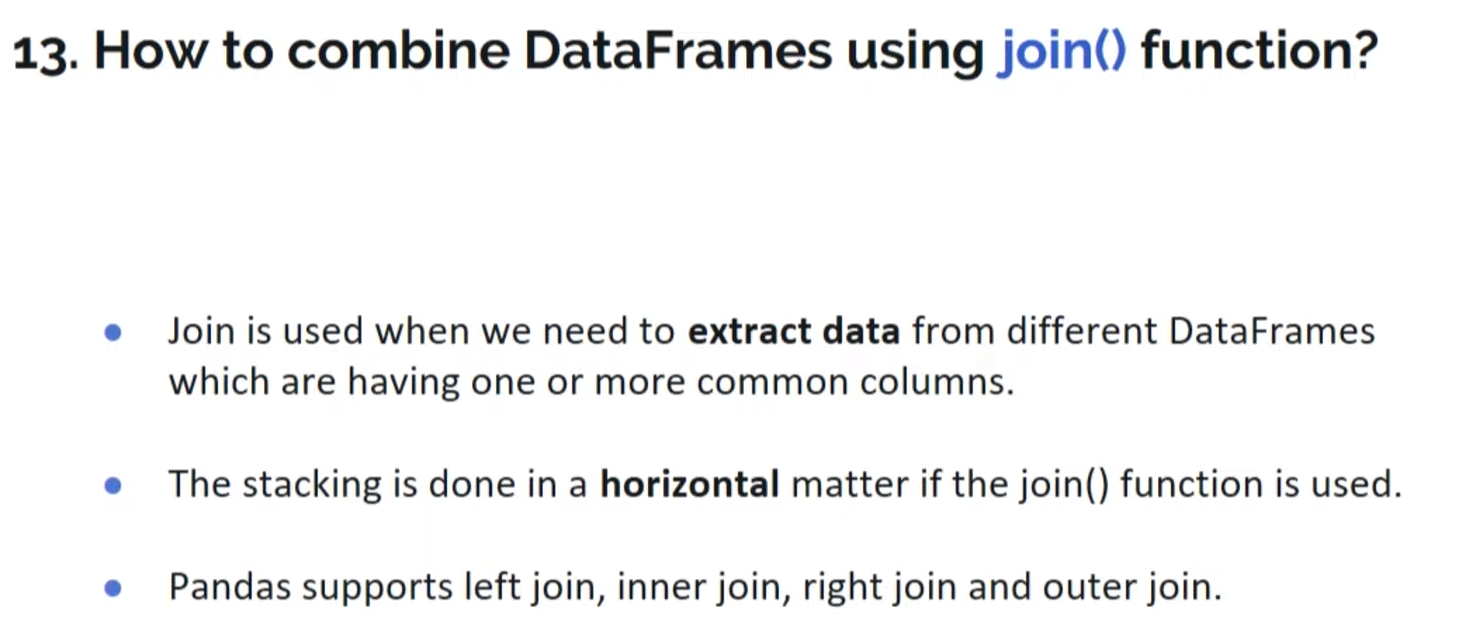 13. How to combine DataFrames using join() function?
● Join is used when we need to extract data from different DataFrames
which are having one or more common columns.
● The stacking is done in a horizontal matter if the join() function is used.
● Pandas supports left join, inner join, right join and outer join.